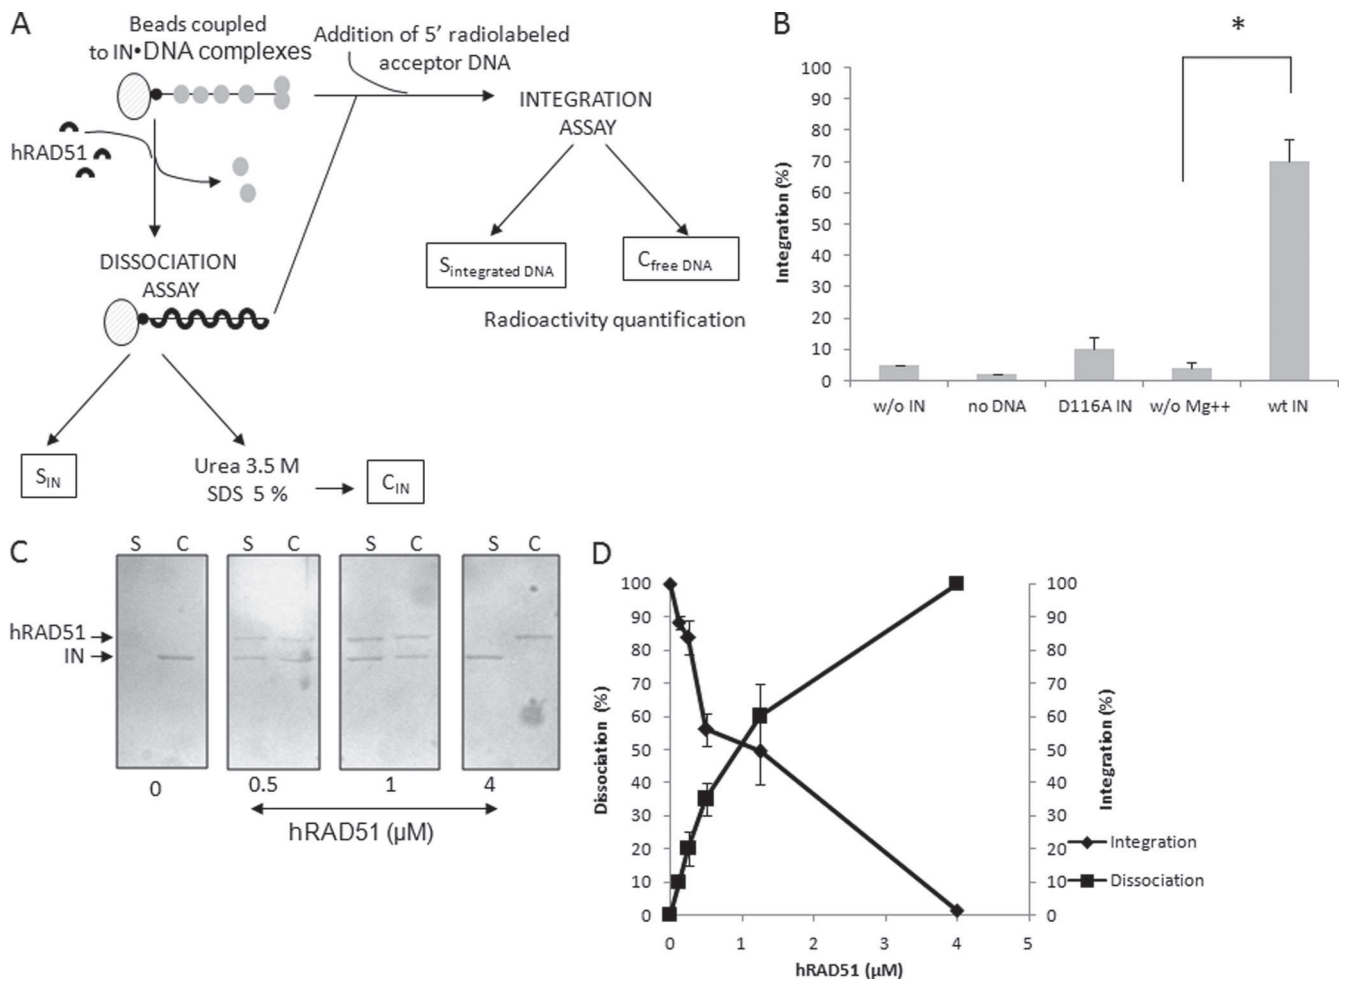 A
Beads coupled
to IN•DNA complexes
Addition of 5’ radiolabeled
acceptor DNA
INTEGRATION
ASSAY
hRAD51
DISSOCIATION
ASSAY
S integrated DNA
C free DNA
Radioactivity quantification
S IN
Urea 3.5 M
SDS 5 %
C IN
B
*
Integration (%)
100
90
80
70
60
50
40
30
20
10
0
w/o IN no DNA D116A IN w/o Mg++ wt IN
C
S C S C S C S C
hRAD51
IN
0 0.5 1 4
hRAD51 (µM)
D
Dissociation (%)
100
90
80
70
60
50
40
30
20
10
0
0 1 2 3 4 5
hRAD51 (µM)
100
90
80
70
60
50
40
30
20
10
0
Integration (%)
Integration
Dissociation